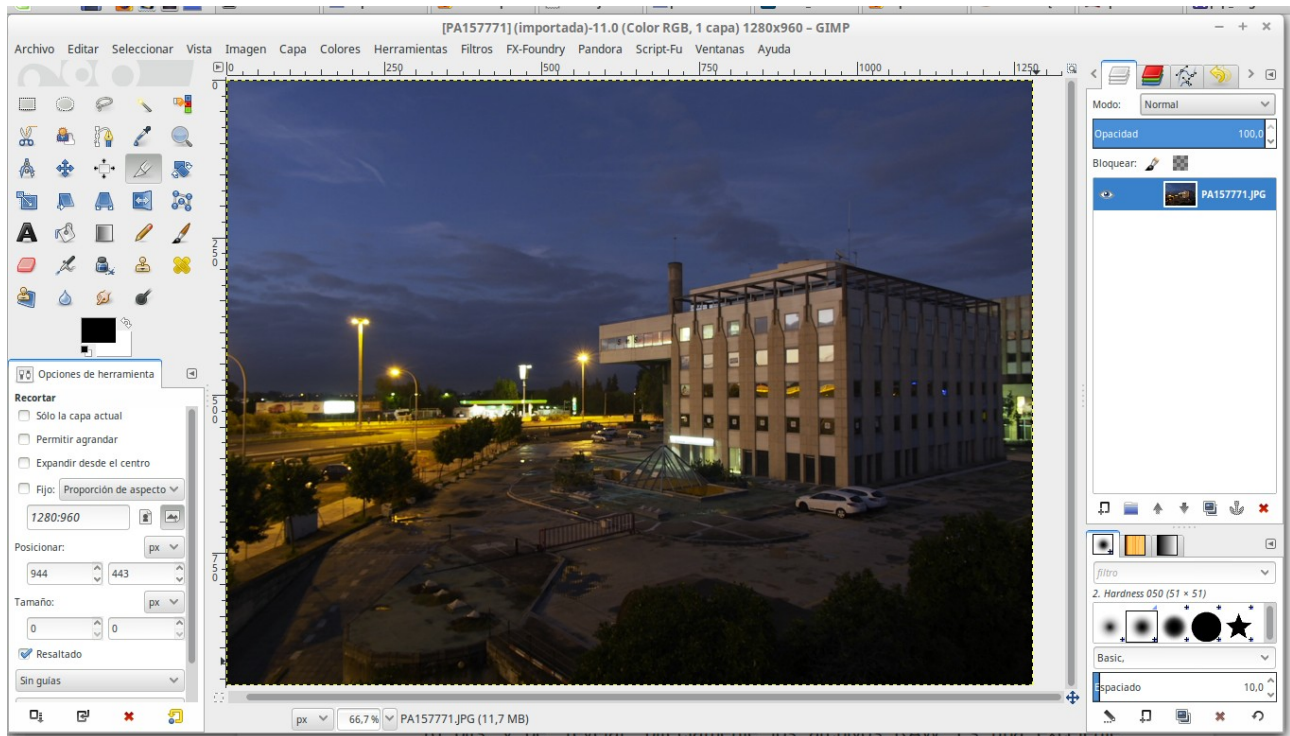 [PA157771] (importada)-11.0 (Color RGB, 1 capa) 1280x960 – GIMP
Archivo Editar Seleccionar Vista Imagen Capa Colores Herramientas Filtros FX-Foundry Pandora Script-Fu Ventanas Ayuda
0 250 500 750 1000 1250
0
250
500
750
Opciones de herramienta
Recortar
Sólo la capa actual
Permitir agrandar
Expandir desde el centro
Fijo: Proporción de aspecto
1280:960
Posicionar: px
944 443
Tamaño: px
0 0
Resaltado
Sin guías
px 66,7 % PA157771.JPG (11,7 MB)
Modo: Normal
Opacidad 100,0
Bloquear:
PA157771.JPG
filtro
2. Hardness 050 (51 × 51)
Basic,
Espaciado 10,0